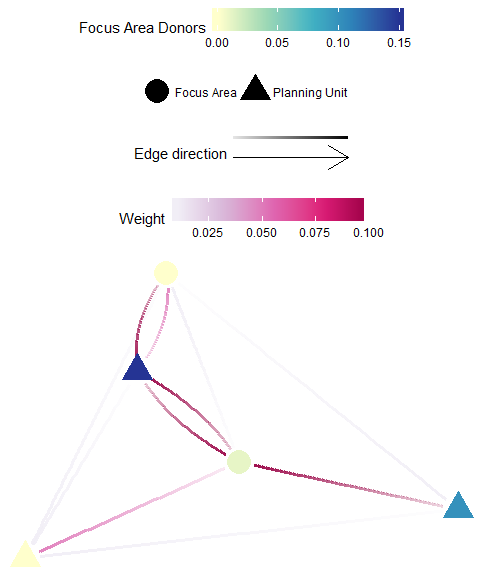 Focus Area Donors
0.00 0.05 0.10 0.15
Focus Area Planning Unit
Edge direction
Weight
0.025 0.050 0.075 0.100